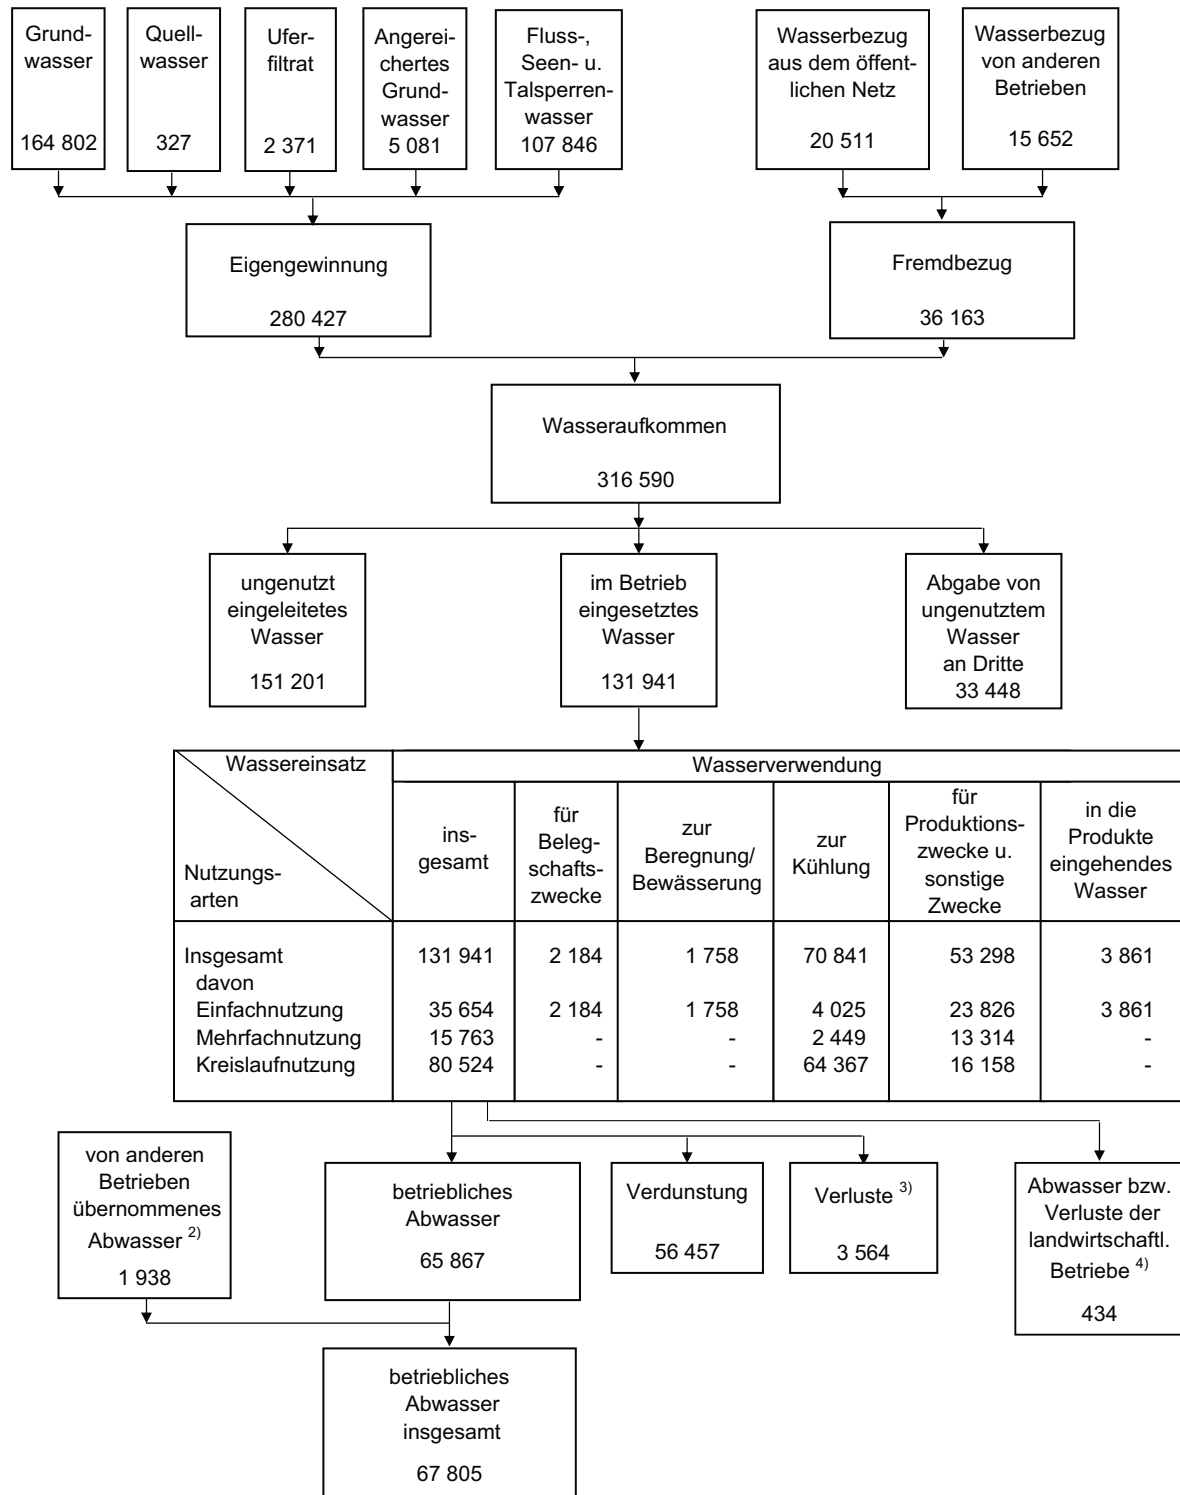 Grund-
wasser
164 802
Quell-
wasser
327
Ufer-
filtrat
2 371
Angerei-
chertes
Grund-
wasser
5 081
Fluss-,
Seen- u.
Talsperren-
wasser
107 846
Wasserbezug
aus dem öffent-
lichen Netz
20 511
Wasserbezug
von anderen
Betrieben
15 652
Eigengewinnung
280 427
Fremdbezug
36 163
Wasseraufkommen
316 590
ungenutzt
eingeleitetes
Wasser
151 201
im Betrieb
eingesetztes
Wasser
131 941
Abgabe von
ungenutztem
Wasser
an Dritte
33 448
Wassereinsatz
Nutzungs-
arten
Wasserverwendung
ins-
gesamt
für
Beleg-
schafts-
zwecke
zur
Beregnung/
Bewässerung
zur
Kühlung
für
Produktions-
zwecke u.
sonstige
Zwecke
in die
Produkte
eingehendes
Wasser
Insgesamt 131 941 2 184 1 758 70 841 53 298 3 861
davon
Einfachnutzung 35 654 2 184 1 758 4 025 23 826 3 861
Mehrfachnutzung 15 763 - - 2 449 13 314 -
Kreislaufnutzung 80 524 - - 64 367 16 158 -
von anderen
Betrieben
übernommenes
Abwasser 2)
1 938
betriebliches
Abwasser
65 867
Verdunstung
56 457
Verluste 3)
3 564
Abwasser bzw.
Verluste der
landwirtschaftl.
Betriebe 4)
434
betriebliches
Abwasser
insgesamt
67 805